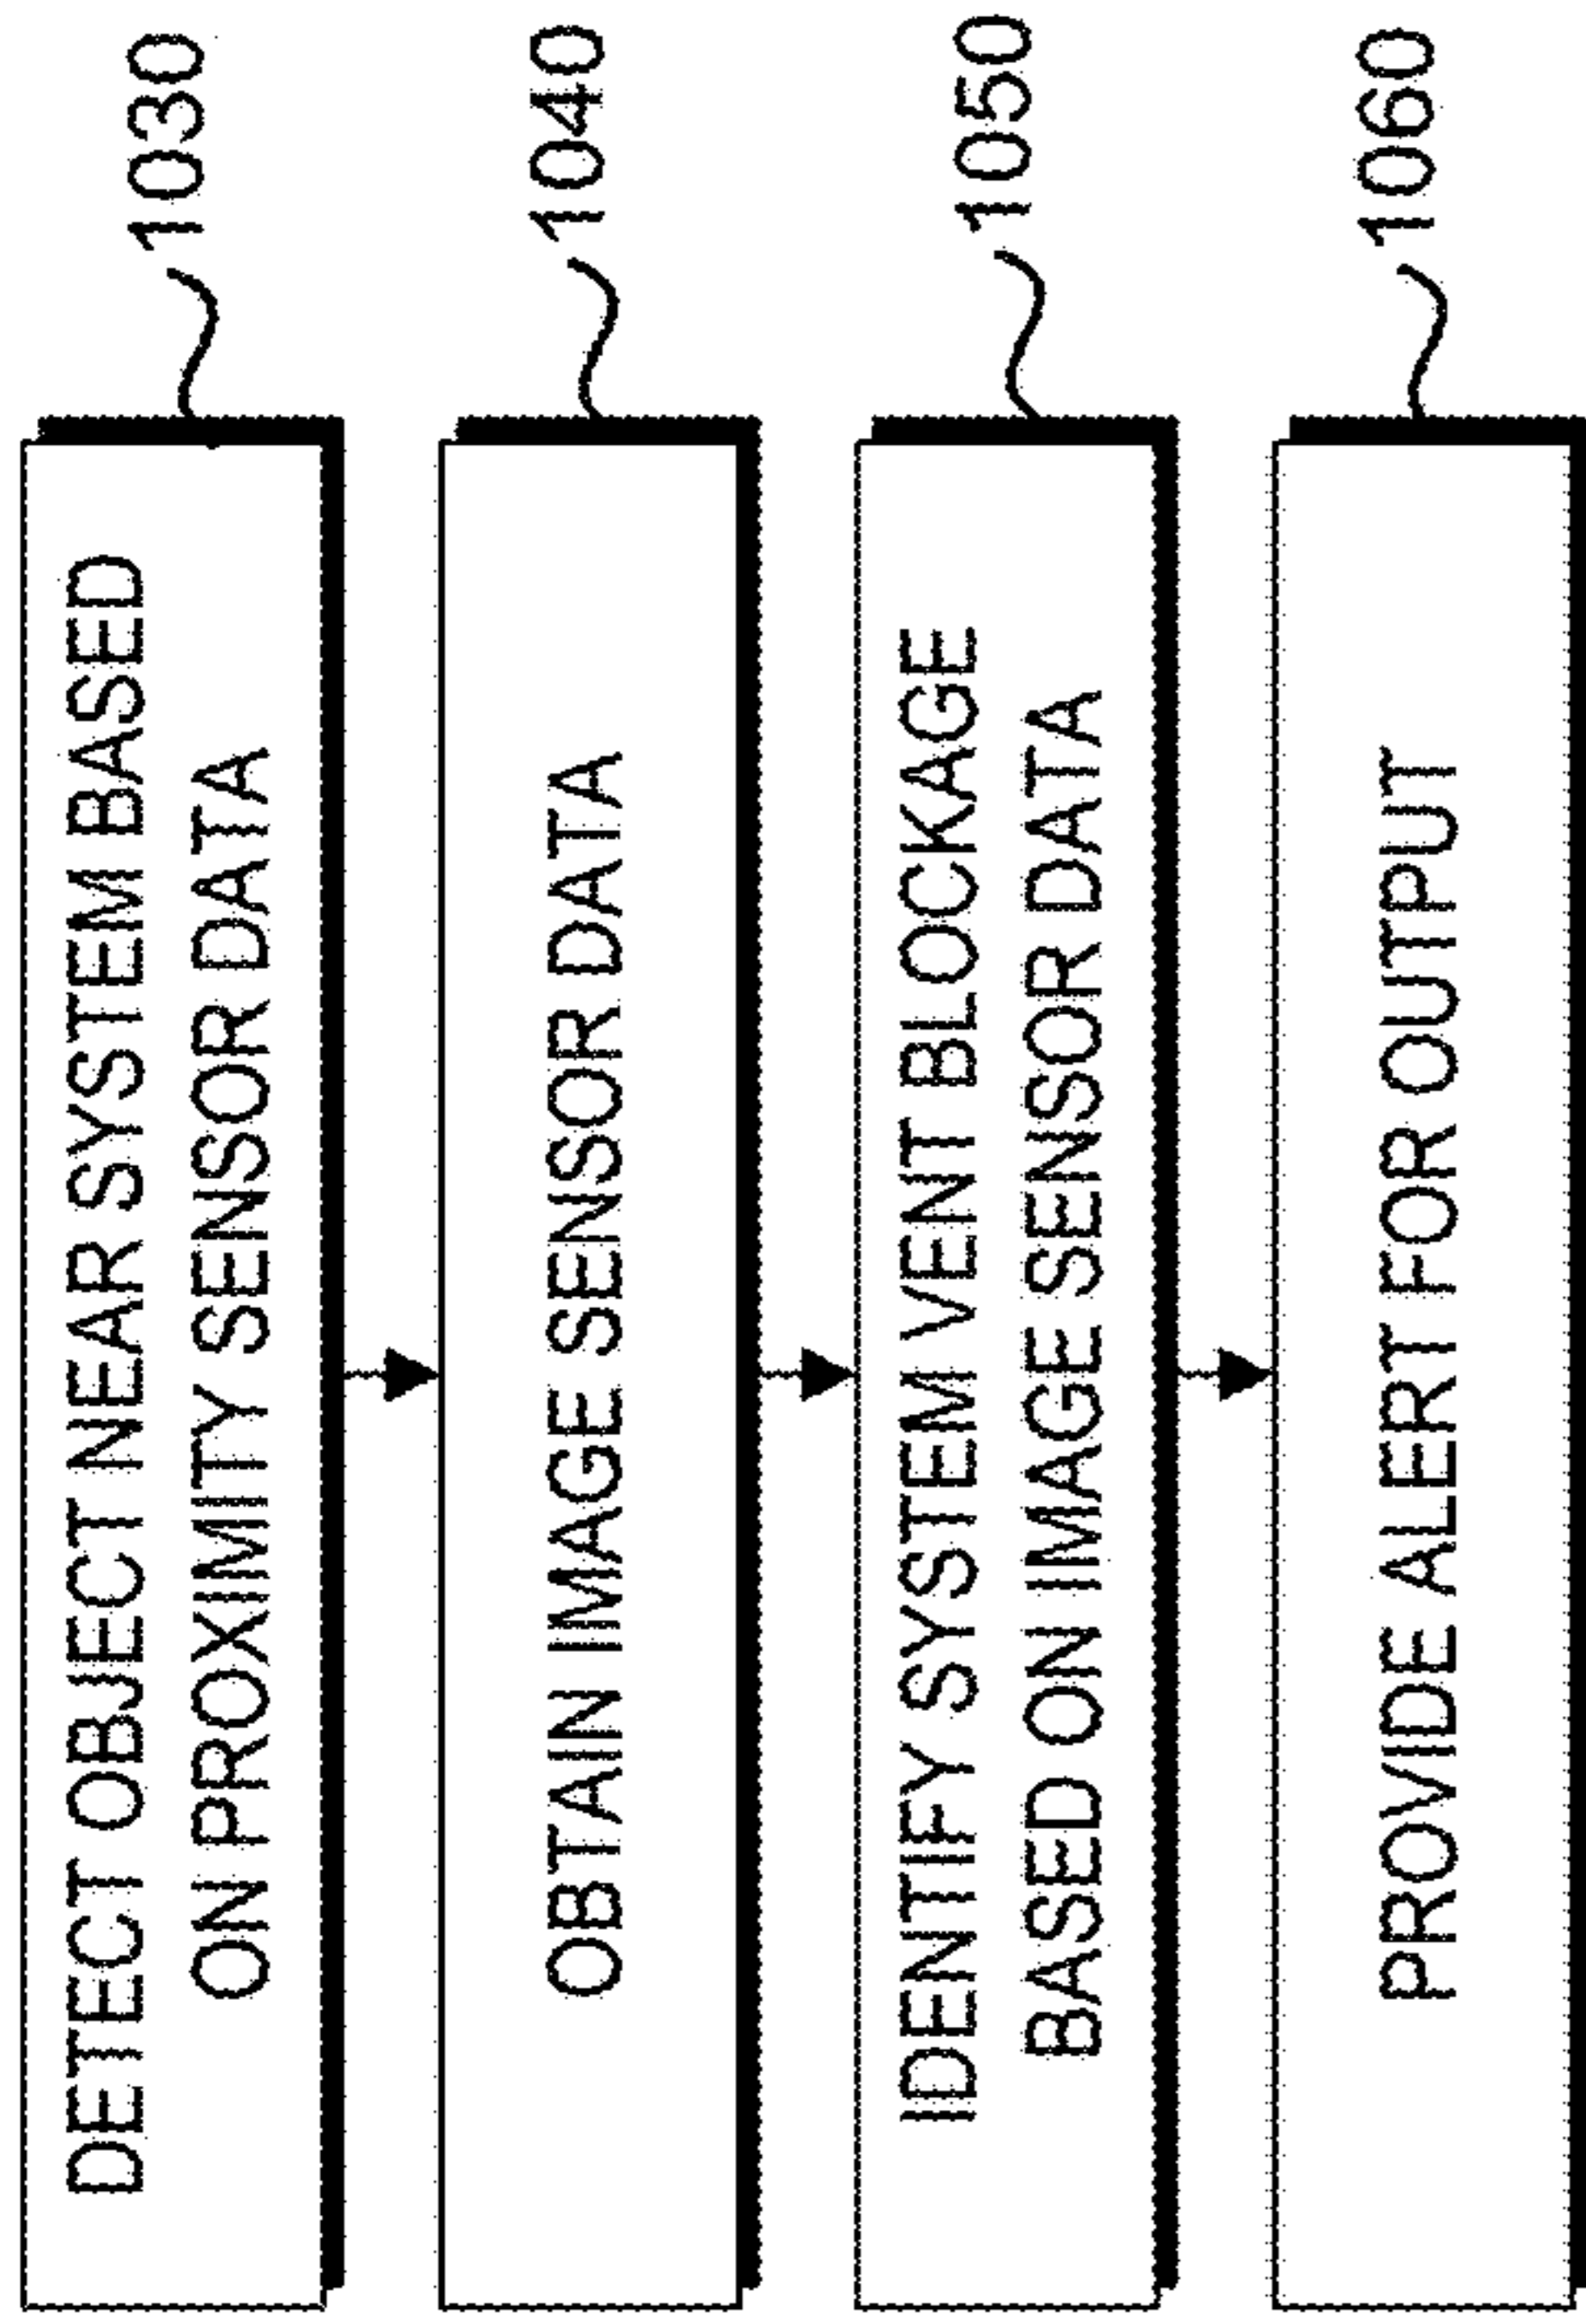 DETECT OBJECT NEAR SYSTEM BASED
ON PROXIMITY SENSOR DATA
1030
OBTAIN IMAGE SENSOR DATA
1040
IDENTIFY SYSTEM VENT BLOCKAGE
BASED ON IMAGE SENSOR DATA
1050
PROVIDE ALERT FOR OUTPUT
1060